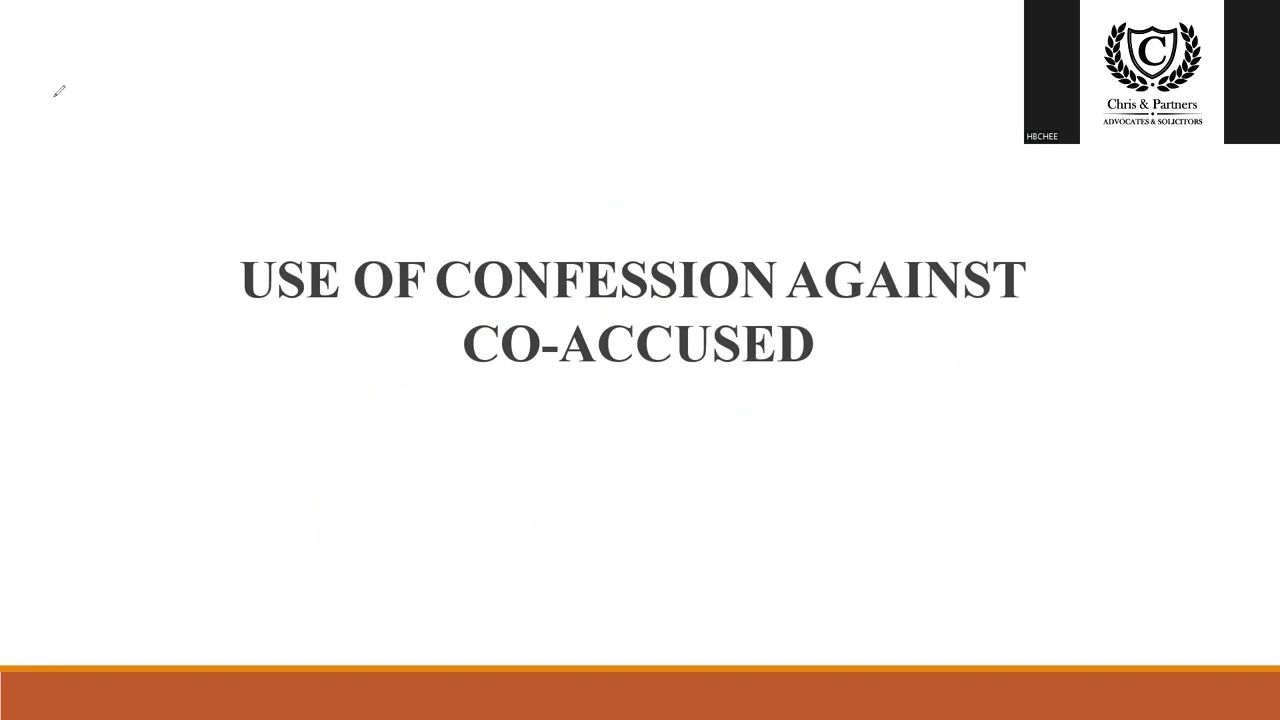 C
Chris & Partners
ADVOCATES & SOLICITORS
HBCHEE
USE OF CONFESSION AGAINST
CO-ACCUSED